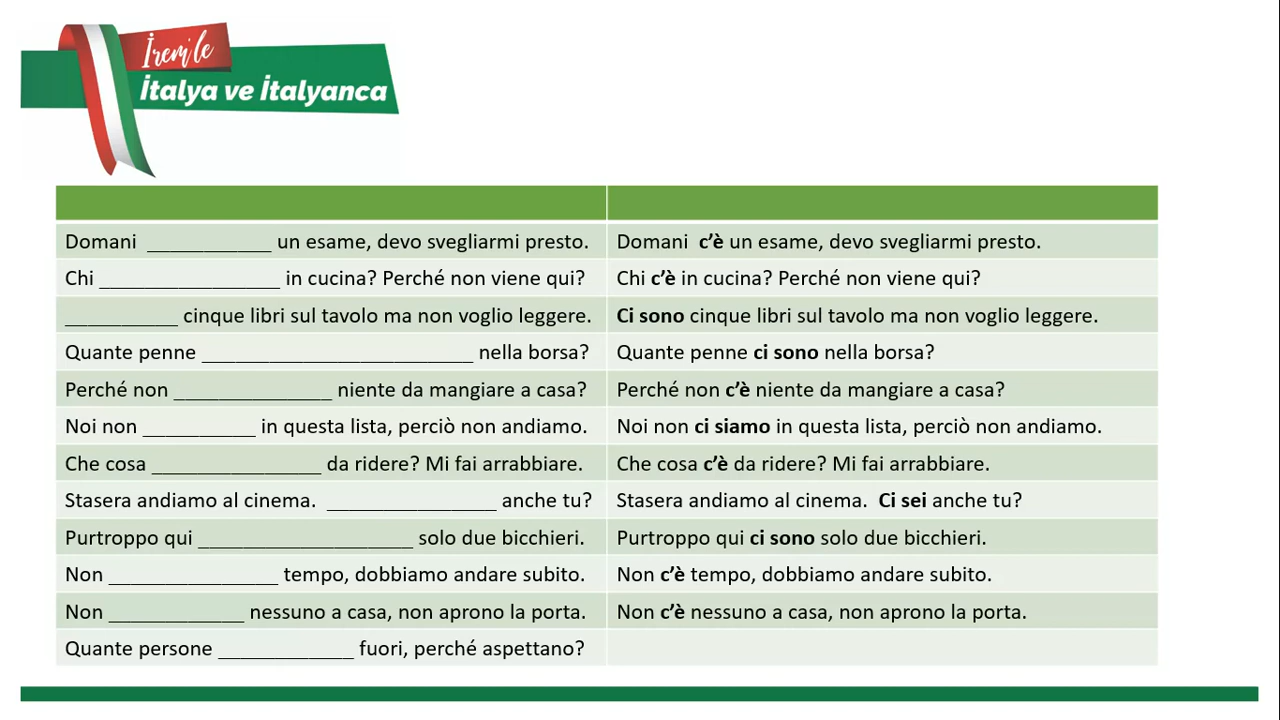 İrem'le
İtalya ve İtalyanca
Domani ___________ un esame, devo svegliarmi presto.
Domani c'è un esame, devo svegliarmi presto.
Chi ________________ in cucina? Perché non viene qui?
Chi c'è in cucina? Perché non viene qui?
__________ cinque libri sul tavolo ma non voglio leggere.
Ci sono cinque libri sul tavolo ma non voglio leggere.
Quante penne ________________________ nella borsa?
Quante penne ci sono nella borsa?
Perché non ______________ niente da mangiare a casa?
Perché non c'è niente da mangiare a casa?
Noi non __________ in questa lista, perciò non andiamo.
Noi non ci siamo in questa lista, perciò non andiamo.
Che cosa _______________ da ridere? Mi fai arrabbiare.
Che cosa c'è da ridere? Mi fai arrabbiare.
Stasera andiamo al cinema. _______________ anche tu?
Stasera andiamo al cinema. Ci sei anche tu?
Purtroppo qui ___________________ solo due bicchieri.
Purtroppo qui ci sono solo due bicchieri.
Non _______________ tempo, dobbiamo andare subito.
Non c'è tempo, dobbiamo andare subito.
Non ____________ nessuno a casa, non aprono la porta.
Non c'è nessuno a casa, non aprono la porta.
Quante persone ____________ fuori, perché aspettano?